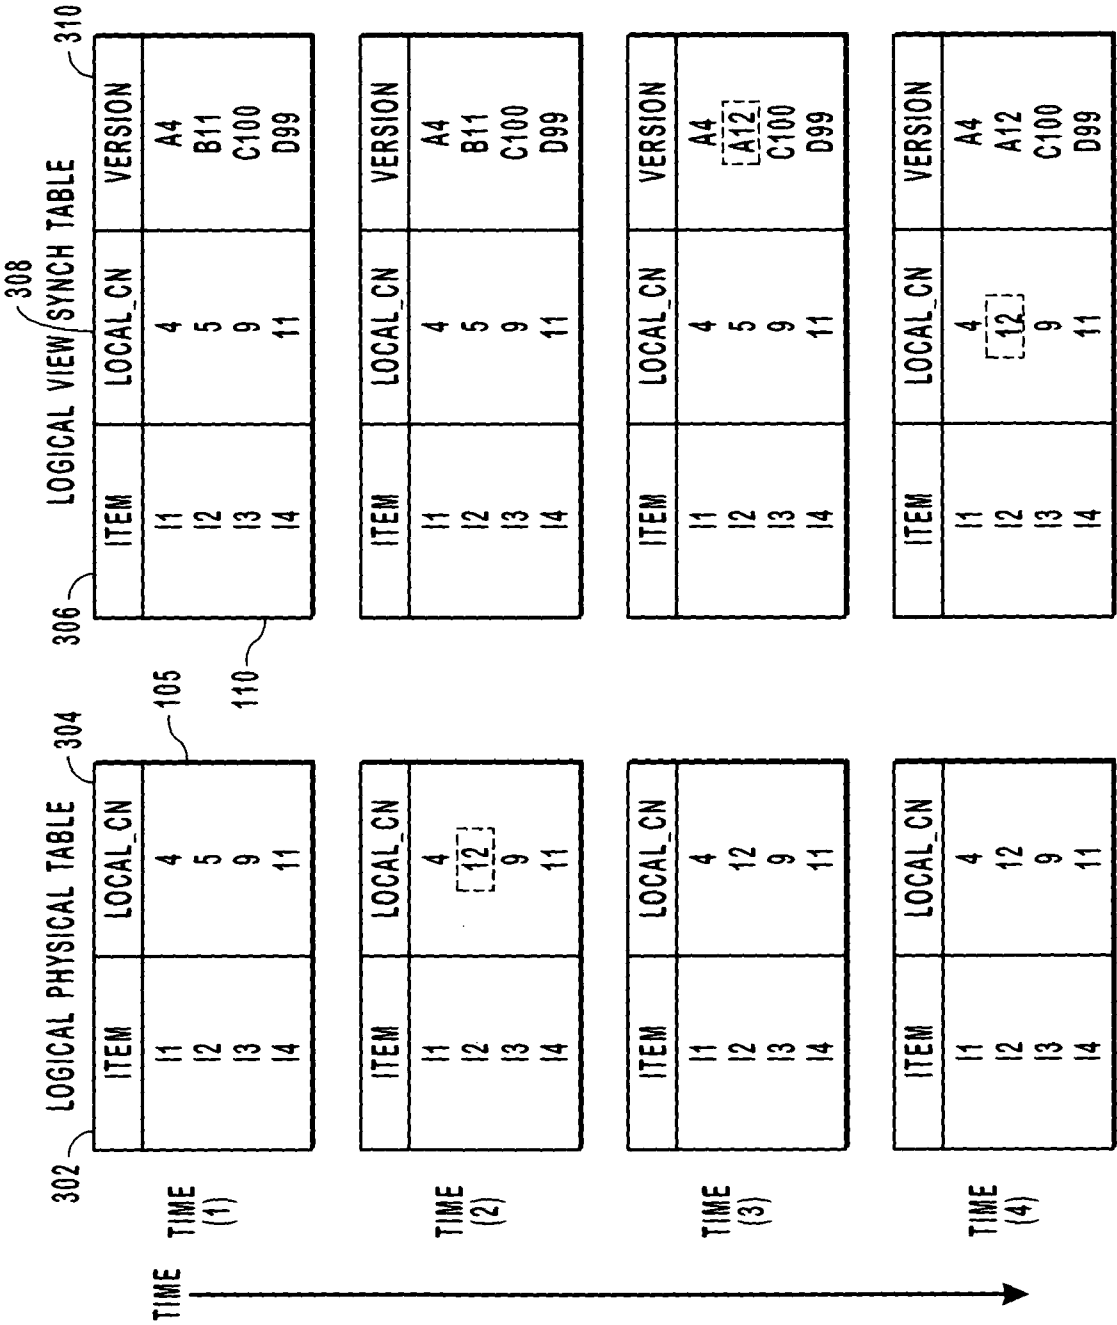 LOGICAL PHYSICAL TABLE
LOGICAL VIEW SYNCH TABLE
302
304
306
308
310
105
110
TIME
TIME
(1)
ITEM LOCAL_CN
I1 4
I2 5
I3 9
I4 11
ITEM LOCAL_CN VERSION
I1 4 A4
I2 5 B11
I3 9 C100
I4 11 D99
TIME
(2)
ITEM LOCAL_CN
I1 4
I2 12
I3 9
I4 11
ITEM LOCAL_CN VERSION
I1 4 A4
I2 5 B11
I3 9 C100
I4 11 D99
TIME
(3)
ITEM LOCAL_CN
I1 4
I2 12
I3 9
I4 11
ITEM LOCAL_CN VERSION
I1 4 A4
I2 5 A12
I3 9 C100
I4 11 D99
TIME
(4)
ITEM LOCAL_CN
I1 4
I2 12
I3 9
I4 11
ITEM LOCAL_CN VERSION
I1 4 A4
I2 12 A12
I3 9 C100
I4 11 D99